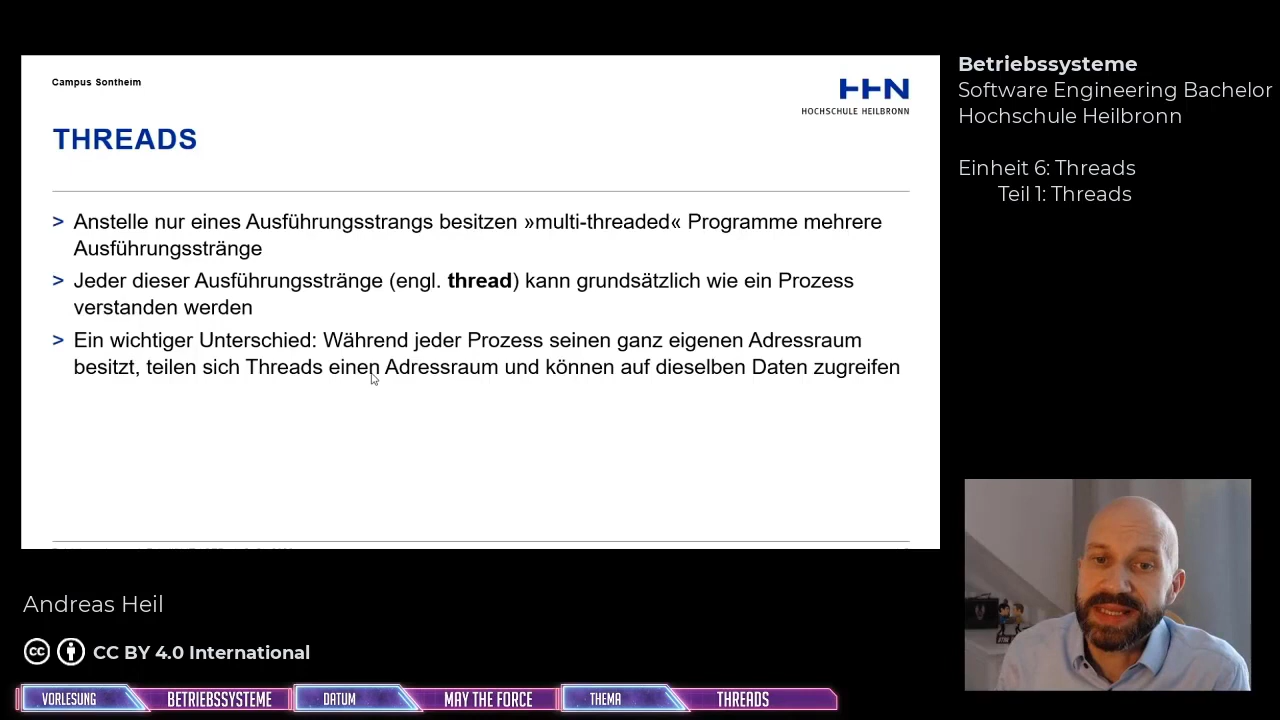 Campus Sontheim
HHN
HOCHSCHULE HEILBRONN
THREADS
> Anstelle nur eines Ausführungsstrangs besitzen »multi-threaded« Programme mehrere
Ausführungsstränge
> Jeder dieser Ausführungsstränge (engl. thread) kann grundsätzlich wie ein Prozess
verstanden werden
> Ein wichtiger Unterschied: Während jeder Prozess seinen ganz eigenen Adressraum
besitzt, teilen sich Threads einen Adressraum und können auf dieselben Daten zugreifen
Betriebssysteme
Software Engineering Bachelor
Hochschule Heilbronn
Einheit 6: Threads
Teil 1: Threads
Andreas Heil
cc CC BY 4.0 International
VORLESUNG BETRIEBSSYSTEME DATUM MAY THE FORCE THEMA THREADS